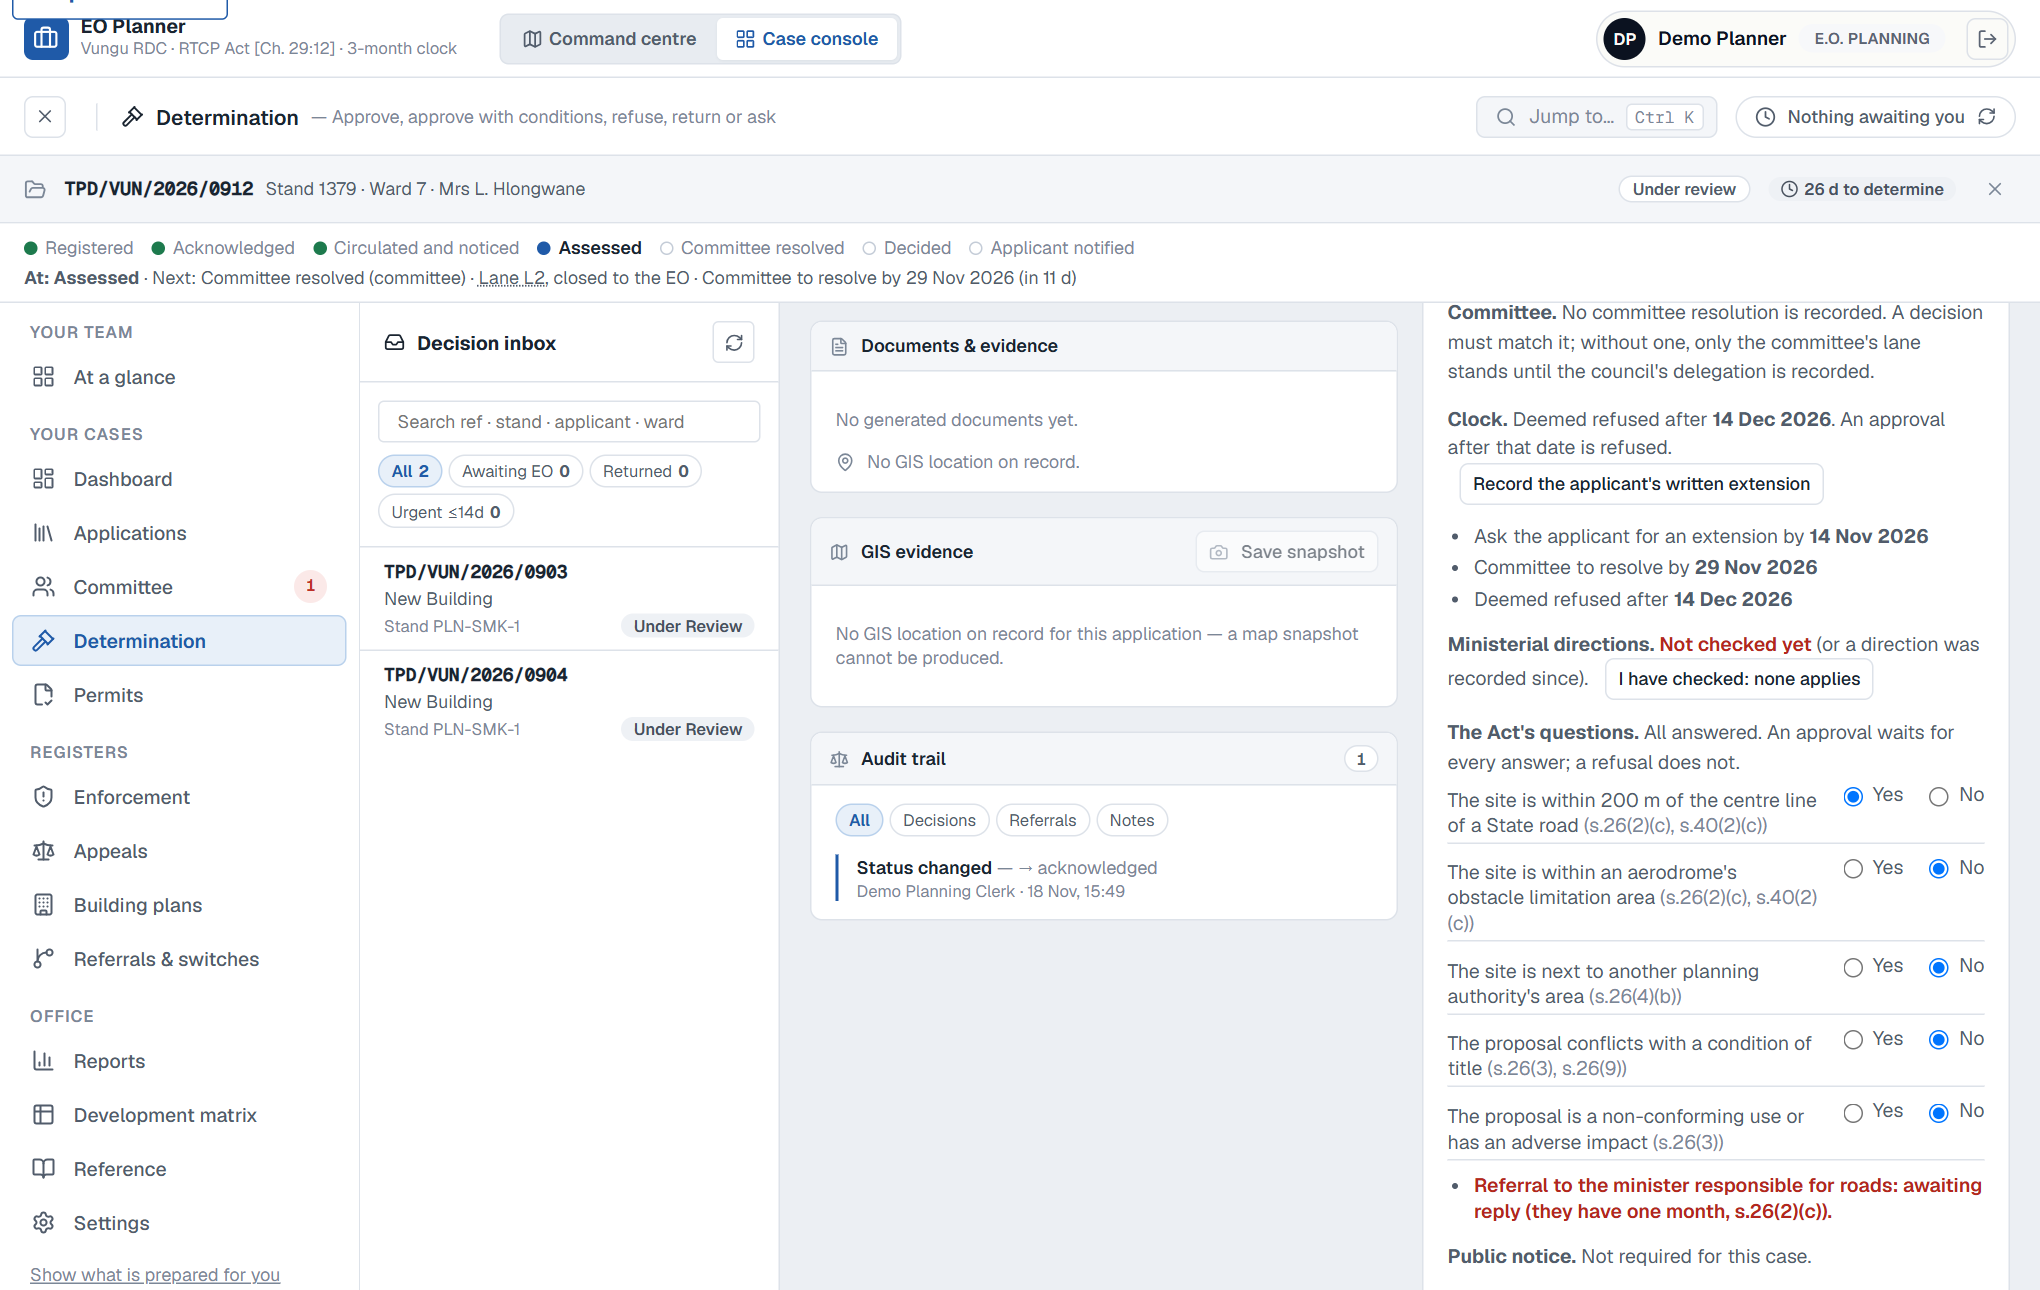 EO Planner
Vungu RDC · RTCP Act [Ch. 29:12] · 3-month clock
Command centre
Case console
DP
Demo Planner
E.O. PLANNING
Determination
— Approve, approve with conditions, refuse, return or ask
Jump to...
Ctrl K
Nothing awaiting you
TPD/VUN/2026/0912
Stand 1379 · Ward 7 · Mrs L. Hlongwane
Under review
26 d to determine
Registered
Acknowledged
Circulated and noticed
Assessed
Committee resolved
Decided
Applicant notified
At: Assessed · Next: Committee resolved (committee) · Lane L2, closed to the EO · Committee to resolve by 29 Nov 2026 (in 11 d)
YOUR TEAM
At a glance
YOUR CASES
Dashboard
Applications
Committee
1
Determination
Permits
REGISTERS
Enforcement
Appeals
Building plans
Referrals & switches
OFFICE
Reports
Development matrix
Reference
Settings
Show what is prepared for you
Decision inbox
Search ref · stand · applicant · ward
All 2
Awaiting EO 0
Returned 0
Urgent ≤14d 0
TPD/VUN/2026/0903
New Building
Stand PLN-SMK-1
Under Review
TPD/VUN/2026/0904
New Building
Stand PLN-SMK-1
Under Review
Documents & evidence
No generated documents yet.
No GIS location on record.
GIS evidence
Save snapshot
No GIS location on record for this application — a map snapshot
cannot be produced.
Audit trail
1
All
Decisions
Referrals
Notes
Status changed — → acknowledged
Demo Planning Clerk · 18 Nov, 15:49
Committee. No committee resolution is recorded. A decision
must match it; without one, only the committee's lane
stands until the council's delegation is recorded.
Clock. Deemed refused after 14 Dec 2026. An approval
after that date is refused.
Record the applicant's written extension
• Ask the applicant for an extension by 14 Nov 2026
• Committee to resolve by 29 Nov 2026
• Deemed refused after 14 Dec 2026
Ministerial directions. Not checked yet (or a direction was
recorded since).
I have checked: none applies
The Act's questions. All answered. An approval waits for
every answer; a refusal does not.
The site is within 200 m of the centre line
of a State road (s.26(2)(c), s.40(2)(c))
Yes
No
The site is within an aerodrome's
obstacle limitation area (s.26(2)(c), s.40(2)
(c))
Yes
No
The site is next to another planning
authority's area (s.26(4)(b))
Yes
No
The proposal conflicts with a condition of
title (s.26(3), s.26(9))
Yes
No
The proposal is a non-conforming use or
has an adverse impact (s.26(3))
Yes
No
• Referral to the minister responsible for roads: awaiting
reply (they have one month, s.26(2)(c)).
Public notice. Not required for this case.